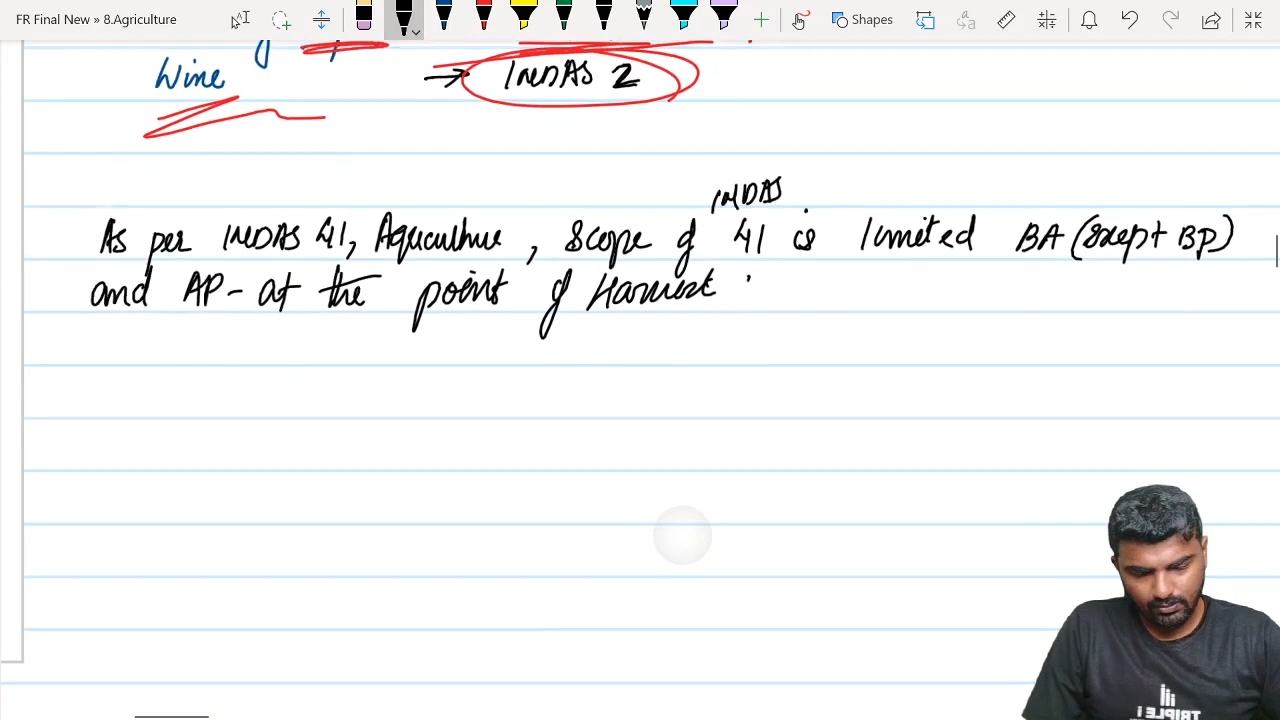 FR Final New » 8.Agriculture
Shapes
Wine → INDAS 2
INDAS
As per INDAS 41, Agriculture, Scope of 41 is limited BA (Except BP)
and AP - at the point of Harvest.
TRIPLE I